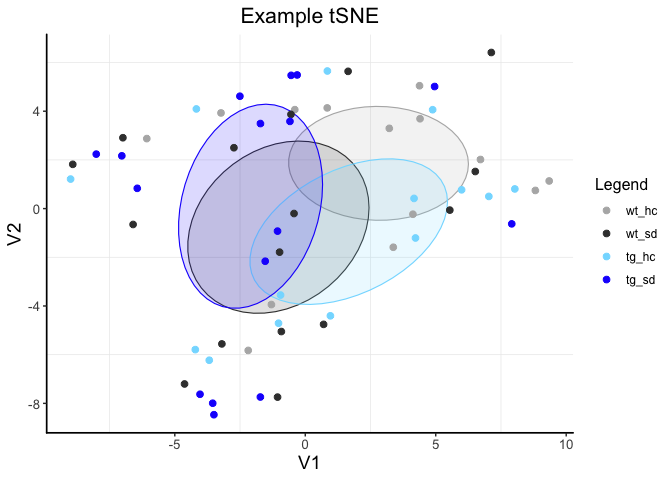 Example tSNE
V2
4
0
-4
-8
-5
0
5
10
V1
Legend
wt_hc
wt_sd
tg_hc
tg_sd